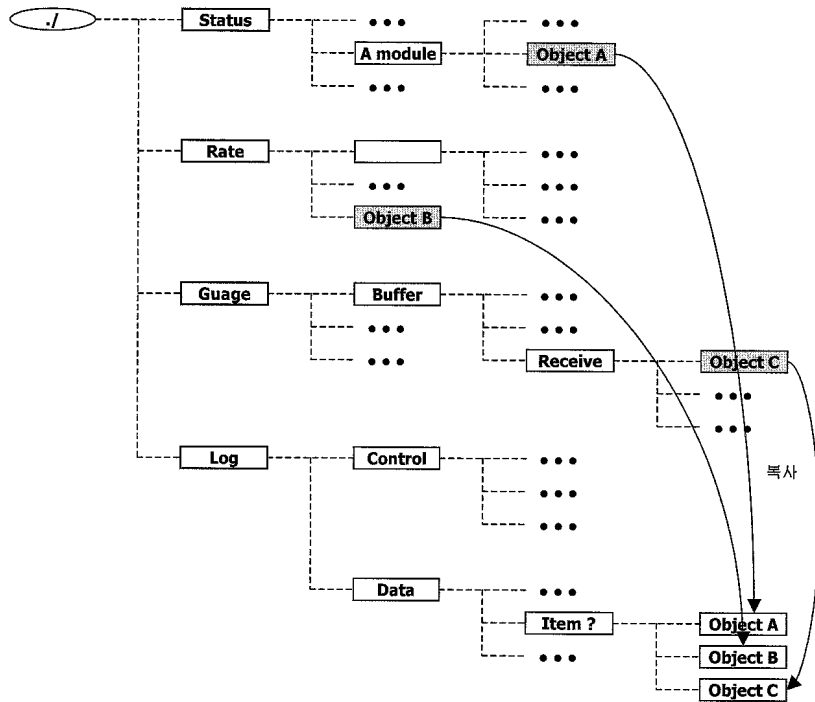 ./
Status
A module
Object A
Rate
Object B
Guage
Buffer
Receive
Object C
Log
Control
복사
Data
Item ?
Object A
Object B
Object C